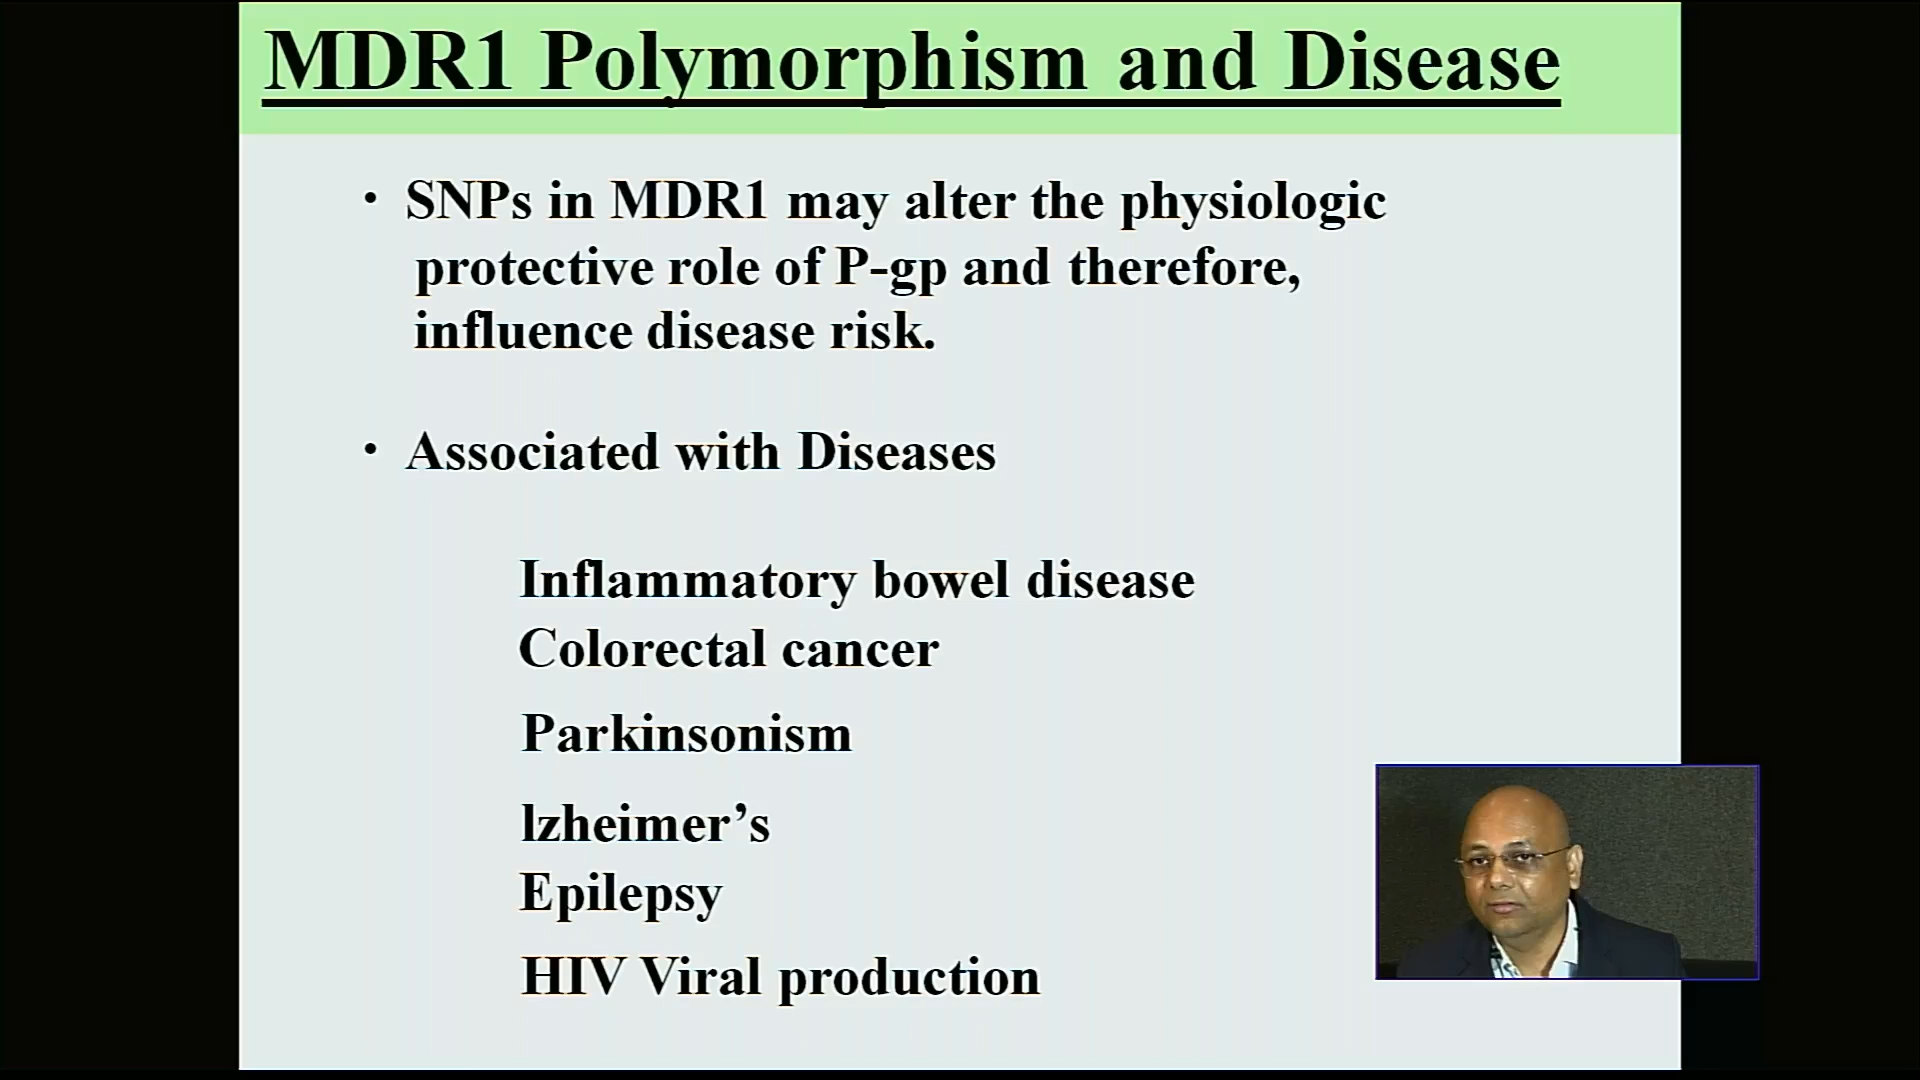 MDR1 Polymorphism and Disease
• SNPs in MDR1 may alter the physiologic
protective role of P-gp and therefore,
influence disease risk.
• Associated with Diseases
Inflammatory bowel disease
Colorectal cancer
Parkinsonism
lzheimer’s
Epilepsy
HIV Viral production